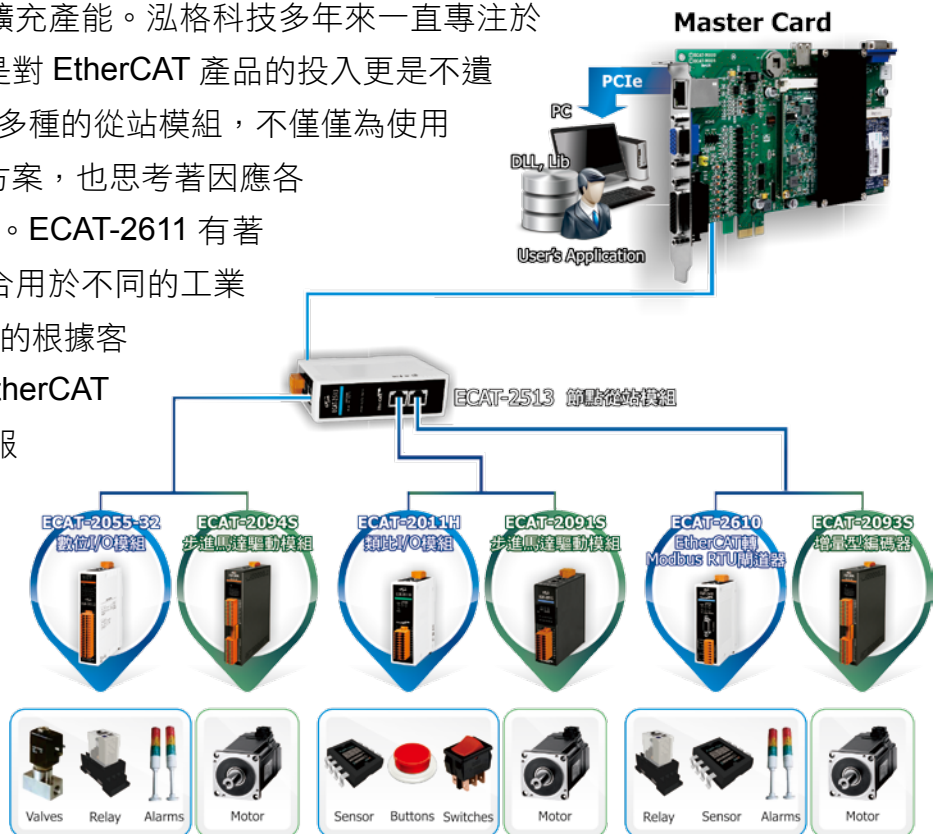 擴充產能。泓格科技多年來一直專注於
是對 EtherCAT 產品的投入更是不遺
多種的從站模組，不僅僅為使用
方案，也思考著因應各
。ECAT-2611 有著
合用於不同的工業
的根據客
therCAT
報
Master Card
PCIe
PC
DLL, Lib
User's Application
ECAT-2513 節點從站模組
ECAT-2055-32
數位I/O模組
ECAT-2094S
步進馬達驅動模組
ECAT-2011H
類比I/O模組
ECAT-2091S
步進馬達驅動模組
ECAT-2610
EtherCAT轉
Modbus RTU閘道器
ECAT-2093S
增量型編碼器
Valves Relay Alarms
Motor
Sensor Buttons Switches
Motor
Relay Sensor Alarms
Motor